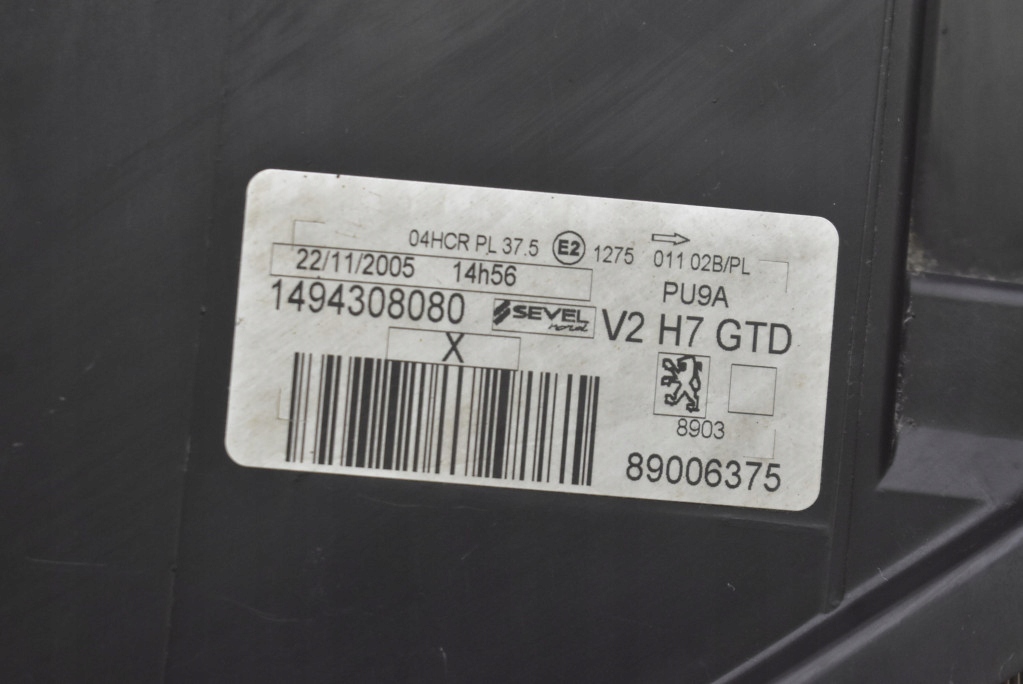 04HCR PL 37.5 E2 1275 011 02B/PL
22/11/2005 14h56 PU9A
1494308080 SEVEL nord V2 H7 GTD
X
8903
89006375